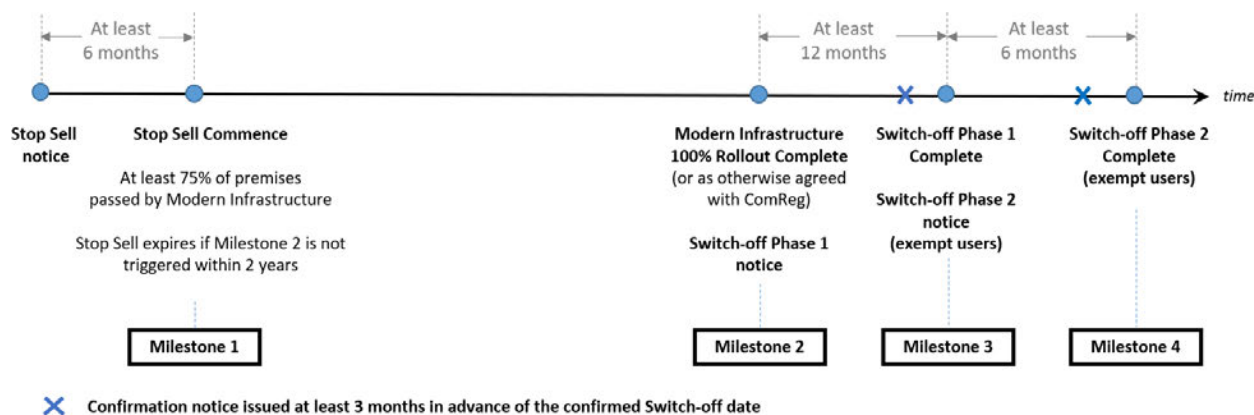 At least
6 months
At least
12 months
At least
6 months
time
Stop Sell
notice
Stop Sell Commence
At least 75% of premises
passed by Modern Infrastructure
Stop Sell expires if Milestone 2 is not
triggered within 2 years
Modern Infrastructure
100% Rollout Complete
(or as otherwise agreed
with ComReg)
Switch-off Phase 1
notice
Switch-off Phase 1
Complete
Switch-off Phase 2
notice
(exempt users)
Switch-off Phase 2
Complete
(exempt users)
Milestone 1
Milestone 2
Milestone 3
Milestone 4
Confirmation notice issued at least 3 months in advance of the confirmed Switch-off date